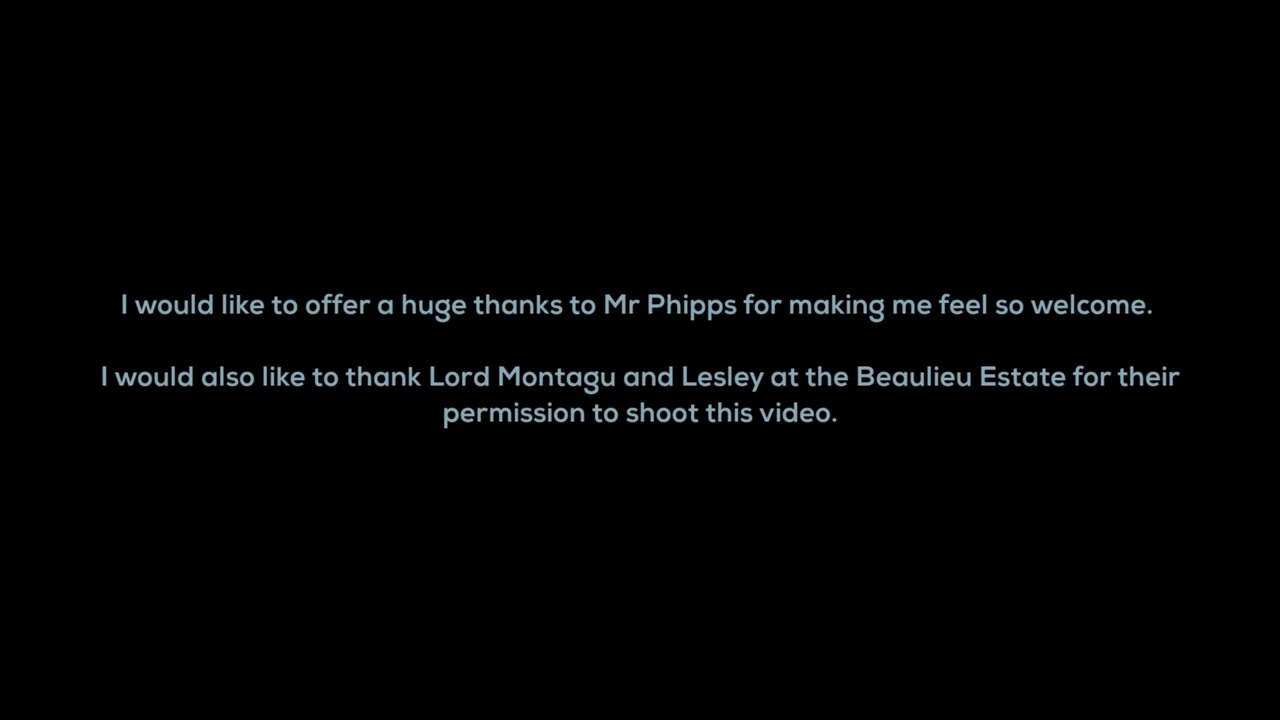 I would like to offer a huge thanks to Mr Phipps for making me feel so welcome.
I would also like to thank Lord Montagu and Lesley at the Beaulieu Estate for their
permission to shoot this video.